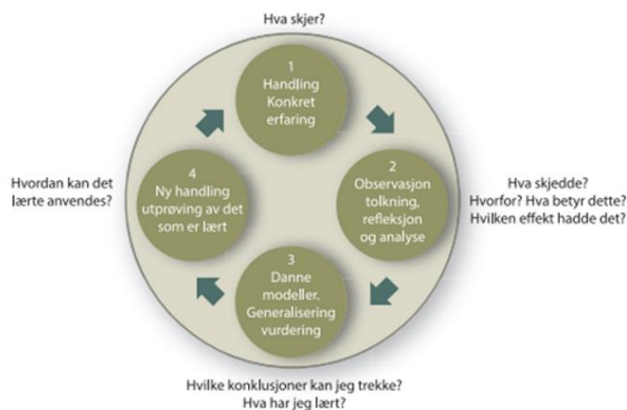 Hva skjer?
1
Handling
Konkret
erfaring
2
Observasjon
tolkning,
refleksjon
og analyse
Hva skjedde?
Hvorfor? Hva betyr dette?
Hvilken effekt hadde det?
3
Danne
modeller.
Generalisering
vurdering
Hvilke konklusjoner kan jeg trekke?
Hva har jeg lært?
4
Ny handling
utprøving av det
som er lært
Hvordan kan det
lærte anvendes?